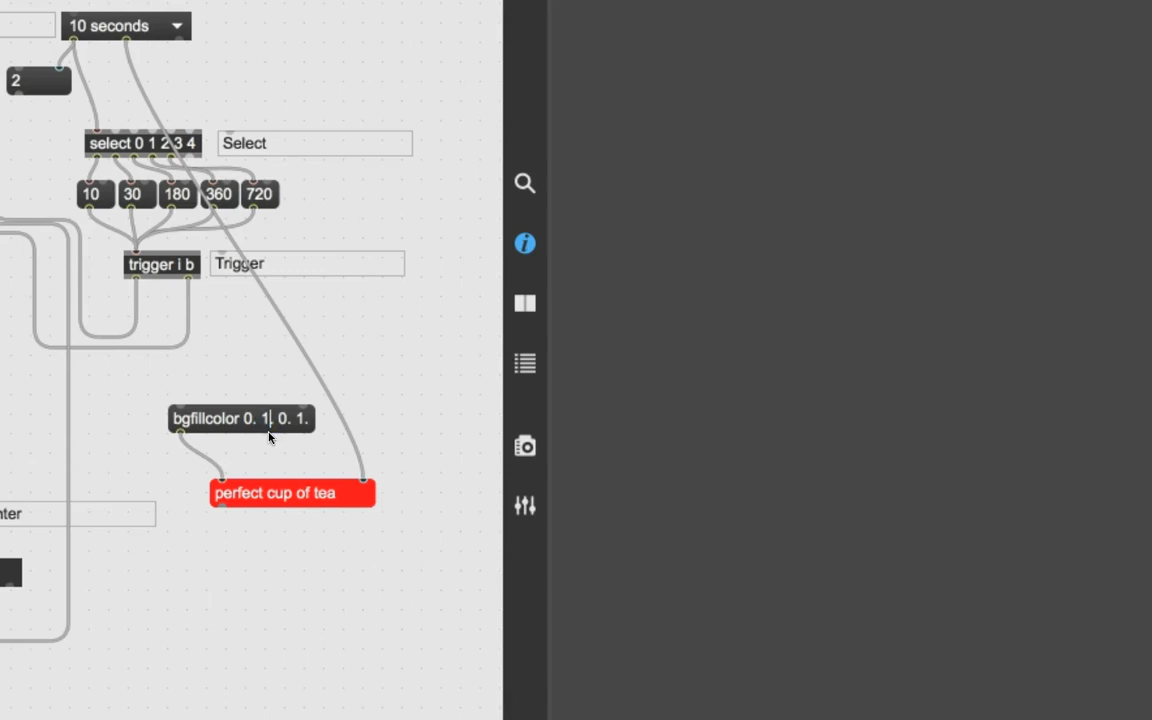 10 seconds
2
select 0 1 2 3 4
Select
10
30
180
360
720
trigger i b
Trigger
bgfillcolor 0. 1. 0. 1.
perfect cup of tea
nter